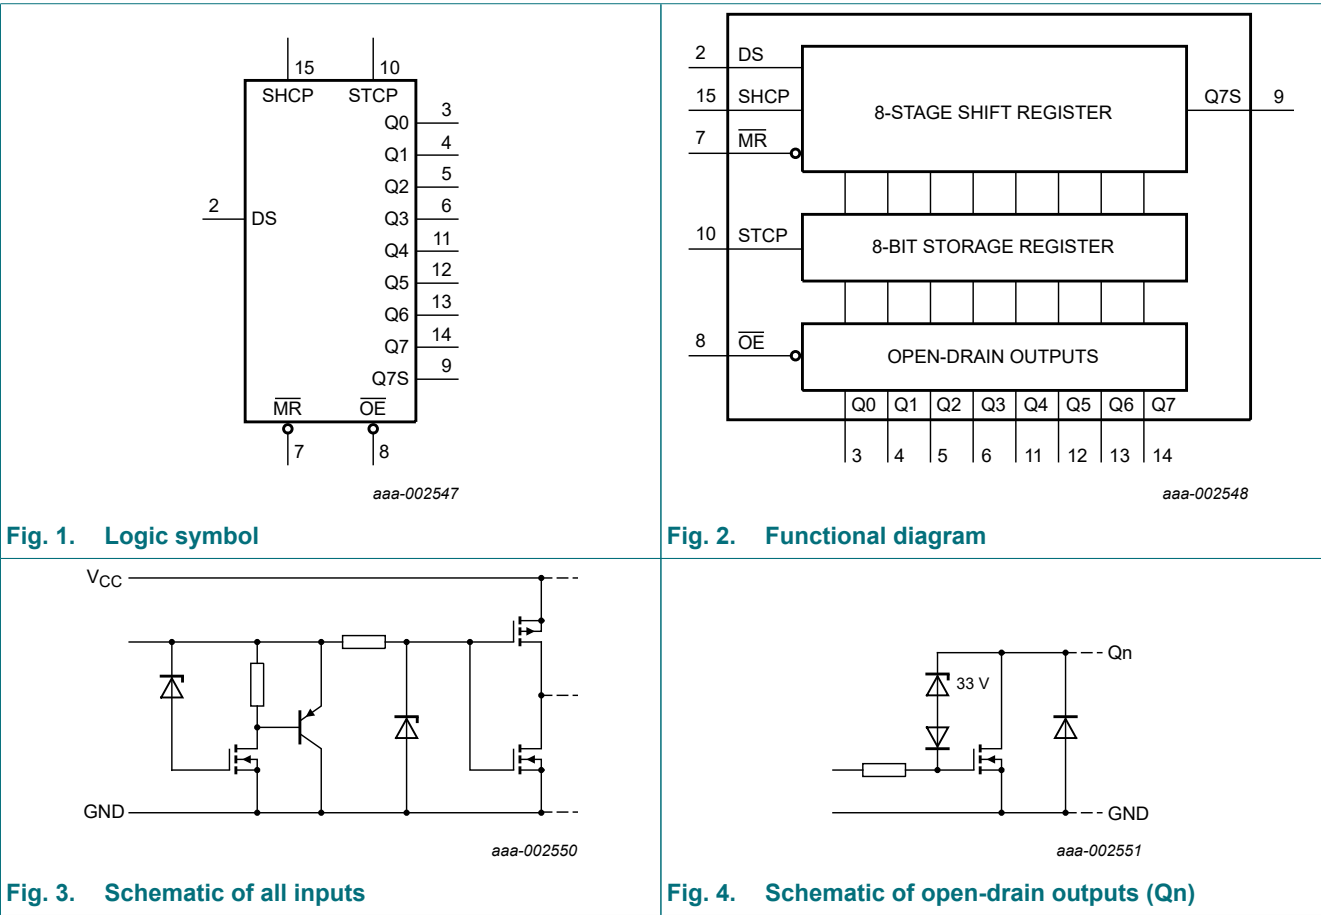 15 10
SHCP STCP
Q0 3
Q1 4
Q2 5
2 DS Q3 6
Q4 11
Q5 12
Q6 13
Q7 14
Q7S 9
MR OE
7 8
aaa-002547
Fig. 1. Logic symbol
2 DS
15 SHCP
7 MR
8-STAGE SHIFT REGISTER
Q7S 9
10 STCP
8-BIT STORAGE REGISTER
8 OE
OPEN-DRAIN OUTPUTS
Q0 Q1 Q2 Q3 Q4 Q5 Q6 Q7
3 4 5 6 11 12 13 14
aaa-002548
Fig. 2. Functional diagram
VCC
GND
aaa-002550
Fig. 3. Schematic of all inputs
Qn
33 V
GND
aaa-002551
Fig. 4. Schematic of open-drain outputs (Qn)